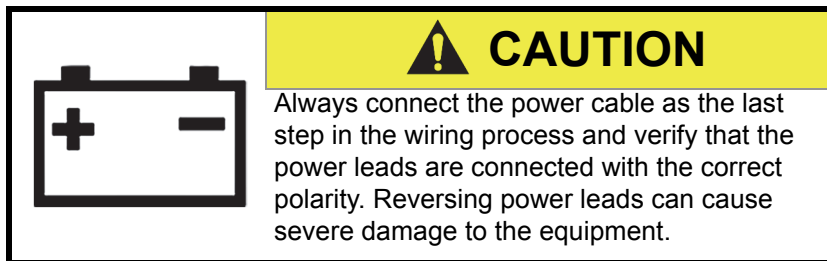 CAUTION
Always connect the power cable as the last
step in the wiring process and verify that the
power leads are connected with the correct
polarity. Reversing power leads can cause
severe damage to the equipment.